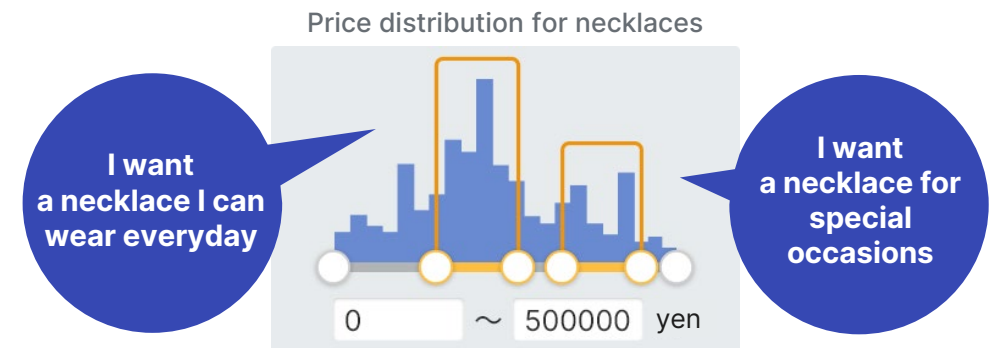 Price distribution for necklaces
I want
a necklace I can
wear everyday
I want
a necklace for
special
occasions
0 ～ 500000 yen